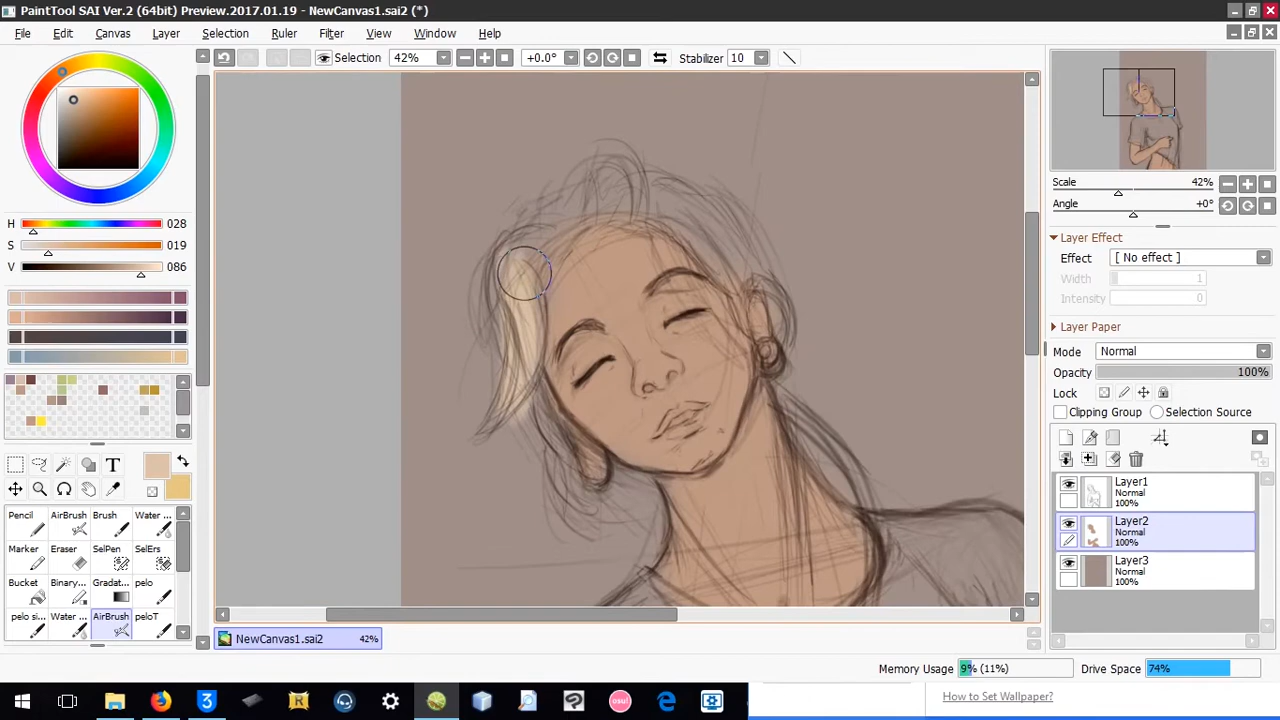 PaintTool SAI Ver.2 (64bit) Preview.2017.01.19 - NewCanvas1.sai2 (*)
File Edit Canvas Layer Selection Ruler Filter View Window Help
Selection 42% +0.0° Stabilizer 10
Scale 42%
Angle +0°
H 028
S 019
V 086
Layer Effect
Effect [ No effect ]
Width 1
Intensity 0
Layer Paper
Mode Normal
Opacity 100%
Lock
Clipping Group Selection Source
Layer1
Normal
100%
Layer2
Normal
100%
Layer3
Normal
100%
T
Pencil AirBrush Brush Water ...
Marker Eraser SelPen SelErs
Bucket Binary... Gradat... pelo
pelo si... Water ... AirBrush peloT
NewCanvas1.sai2 42%
Memory Usage 9% (11%) Drive Space 74%
3 R osu!
How to Set Wallpaper?